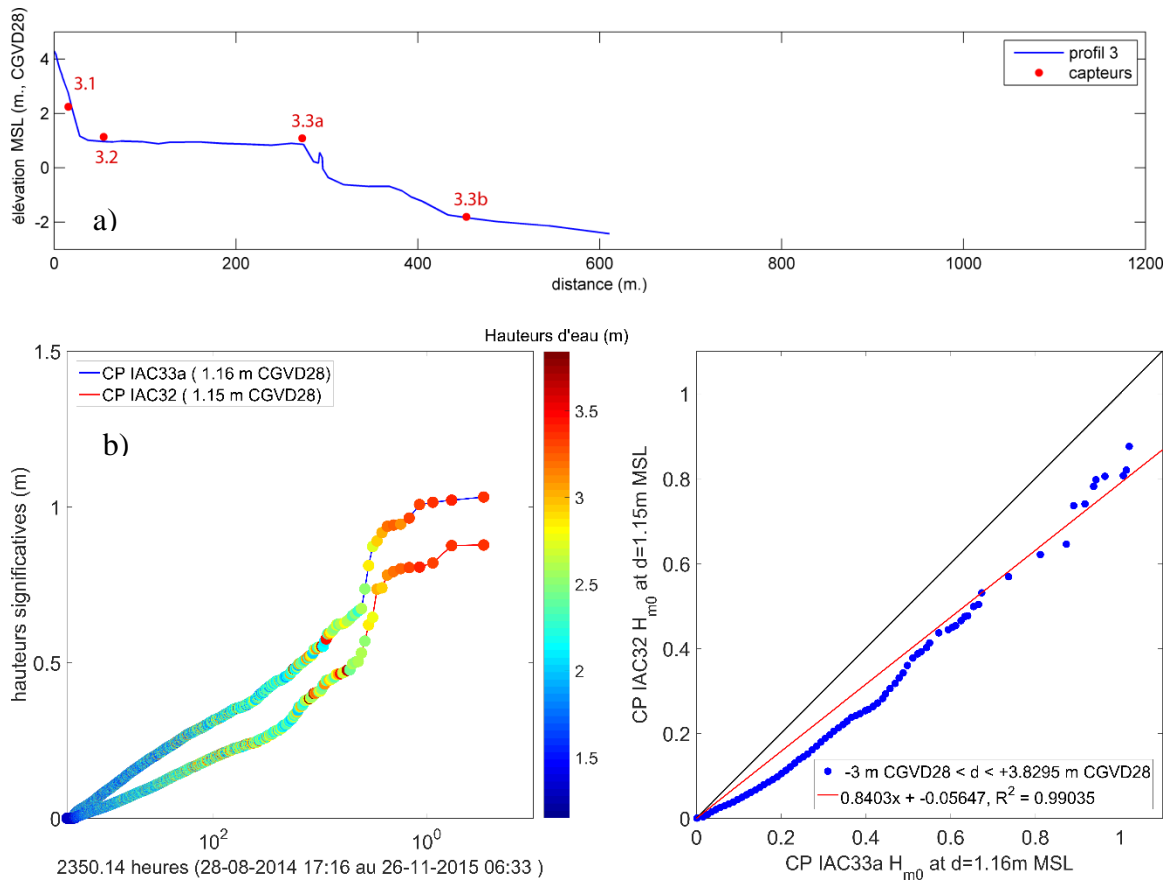 a)
élévation MSL (m., CGVD28)
4
2
0
-2
3.1
3.2
3.3a
3.3b
profil 3
capteurs
0
200
400
600
800
1000
1200
distance (m.)
b)
hauteurs significatives (m)
1.5
1
0.5
0
CP IAC33a ( 1.16 m CGVD28)
CP IAC32 ( 1.15 m CGVD28)
10^2
10^0
2350.14 heures (28-08-2014 17:16 au 26-11-2015 06:33 )
Hauteurs d'eau (m)
3.5
3
2.5
2
1.5
CP IAC32 H_m0 at d=1.15m MSL
1
0.8
0.6
0.4
0.2
0
-3 m CGVD28 < d < +3.8295 m CGVD28
0.8403x + -0.05647, R^2 = 0.99035
0
0.2
0.4
0.6
0.8
1
CP IAC33a H_m0 at d=1.16m MSL